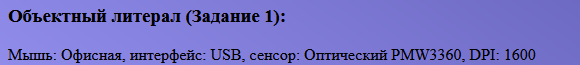 Объектный литерал (Задание 1):
Мышь: Офисная, интерфейс: USB, сенсор: Оптический PMW3360, DPI: 1600